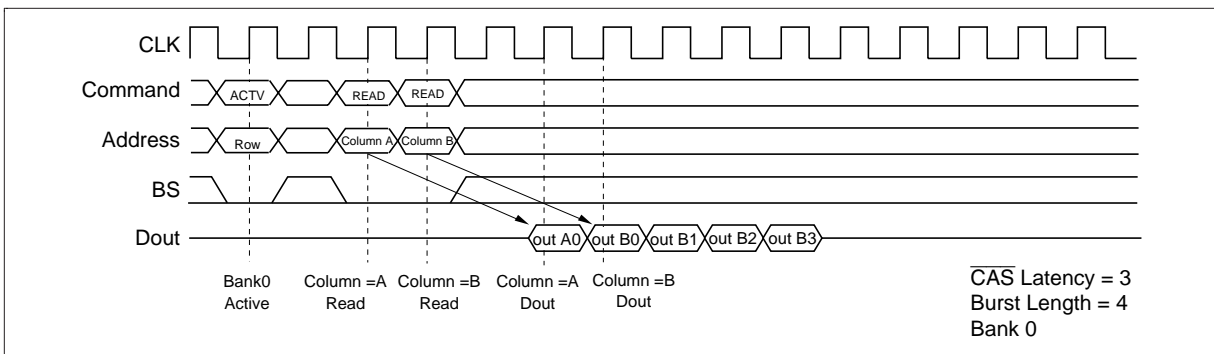 CLK
Command ACTV READ READ
Address Row Column A Column B
BS
Dout out A0 out B0 out B1 out B2 out B3
Bank0 Column =A Column =B Column =A Column =B
Active Read Read Dout Dout
CAS Latency = 3
Burst Length = 4
Bank 0